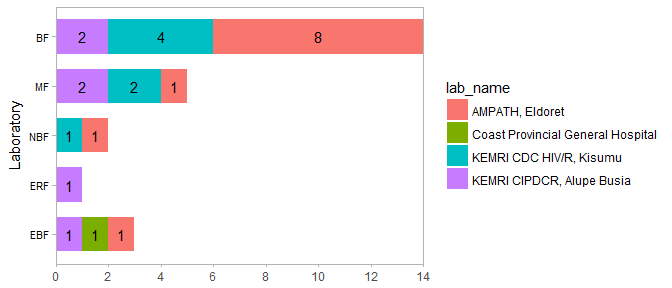 BF 2 4 8
MF 2 2 1
NBF 1 1
ERF 1
EBF 1 1 1
0 2 4 6 8 10 12 14
Laboratory
lab_name
AMPATH, Eldoret
Coast Provincial General Hospital
KEMRI CDC HIV/R, Kisumu
KEMRI CIPDCR, Alupe Busia